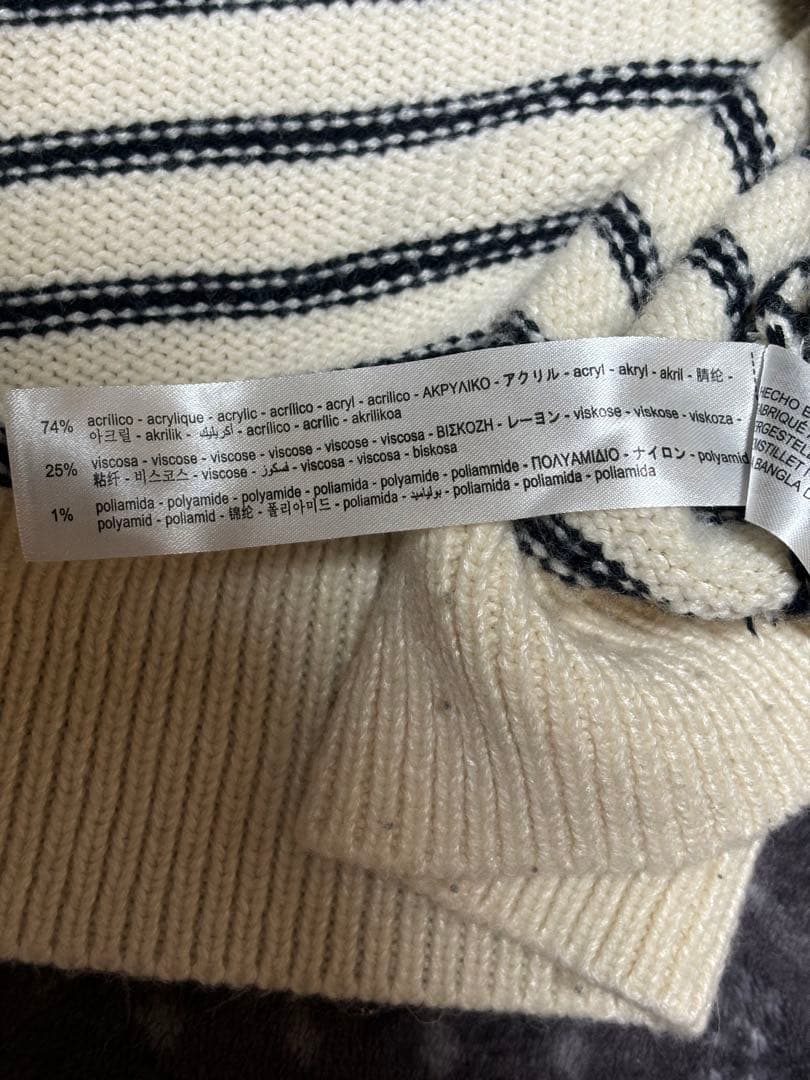 74% acrílico - acrylique - acrylic - acrílico - acryl - acrilico - ΑΚΡΥΛΙΚΟ - アクリル - acryl - akryl - akril - 腈纶 -
아크릴 - akrilik - أكريليك - acrílico - acrílic - akrilikoa
25% viscosa - viscose - viscose - viscose - viscose - viscosa - ΒΙΣΚΟΖΗ - レーヨン - viskose - viskose - viskoza -
粘纤 - 비스코스 - viscose - فسكوز - viscosa - viscosa - biskosa
1% poliamida - polyamide - polyamide - poliamida - polyamide - poliammide - ΠΟΛΥΑΜΙΔΙΟ - ナイロン - polyamid
polyamid - poliamid - 锦纶 - 폴리아미드 - poliamida - بولياميد - poliamida - poliamida - poliamida
HECHO
BANGLA